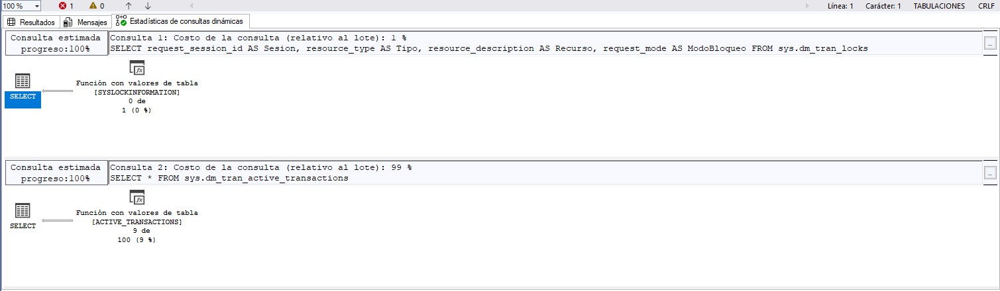 100 % 1 0 Línea: 1 Carácter: 1 TABULACIONES CRLF
Resultados Mensajes Estadísticas de consultas dinámicas
Consulta estimada
progreso:100%
Consulta 1: Costo de la consulta (relativo al lote): 1 %
SELECT request_session_id AS Sesion, resource_type AS Tipo, resource_description AS Recurso, request_mode AS ModoBloqueo FROM sys.dm_tran_locks
...
SELECT
Función con valores de tabla
[SYSLOCKINFORMATION]
0 de
1 (0 %)
Consulta estimada
progreso:100%
Consulta 2: Costo de la consulta (relativo al lote): 99 %
SELECT * FROM sys.dm_tran_active_transactions
...
SELECT
Función con valores de tabla
[ACTIVE_TRANSACTIONS]
9 de
100 (9 %)